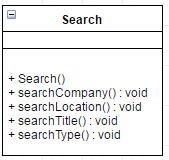 Search
+ Search()
+ searchCompany() : void
+ searchLocation() : void
+ searchTitle() : void
+ searchType() : void